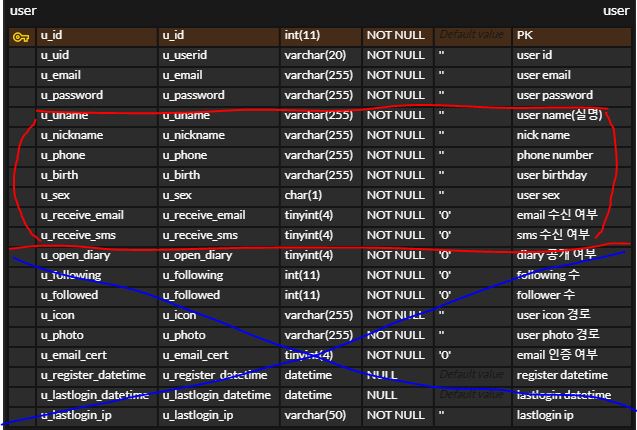 user user
u_id u_id int(11) NOT NULL Default value PK
u_uid u_userid varchar(20) NOT NULL '' user id
u_email u_email varchar(255) NOT NULL '' user email
u_password u_password varchar(255) NOT NULL '' user password
u_uname u_uname varchar(255) NOT NULL '' user name(실명)
u_nickname u_nickname varchar(255) NOT NULL '' nick name
u_phone u_phone varchar(255) NOT NULL '' phone number
u_birth u_birth varchar(255) NOT NULL '' user birthday
u_sex u_sex char(1) NOT NULL '' user sex
u_receive_email u_receive_email tinyint(4) NOT NULL '0' email 수신 여부
u_receive_sms u_receive_sms tinyint(4) NOT NULL '0' sms 수신 여부
u_open_diary u_open_diary tinyint(4) NOT NULL '0' diary 공개 여부
u_following u_following int(11) NOT NULL '0' following 수
u_followed u_followed int(11) NOT NULL '0' follower 수
u_icon u_icon varchar(255) NOT NULL '' user icon 경로
u_photo u_photo varchar(255) NOT NULL '' user photo 경로
u_email_cert u_email_cert tinyint(4) NOT NULL '0' email 인증 여부
u_register_datetime u_register_datetime datetime NULL Default value register datetime
u_lastlogin_datetime u_lastlogin_datetime datetime NULL Default value lastlogin datetime
u_lastlogin_ip u_lastlogin_ip varchar(50) NOT NULL '' lastlogin ip